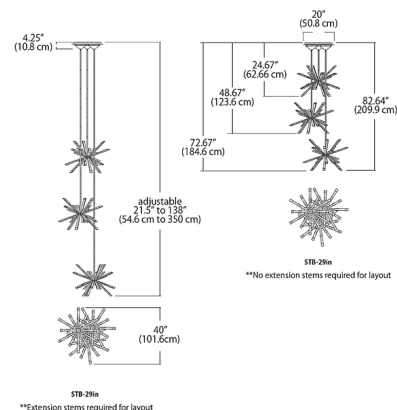 4.25"
(10.8 cm)
adjustable
21.5" to 138"
(54.6 cm to 350 cm)
40"
(101.6cm)
STB-29in
**Extension stems required for layout
20"
(50.8 cm)
24.67"
(62.66 cm)
48.67"
(123.6 cm)
72.67"
(184.6 cm)
82.64"
(209.9 cm)
STB-29in
**No extension stems required for layout